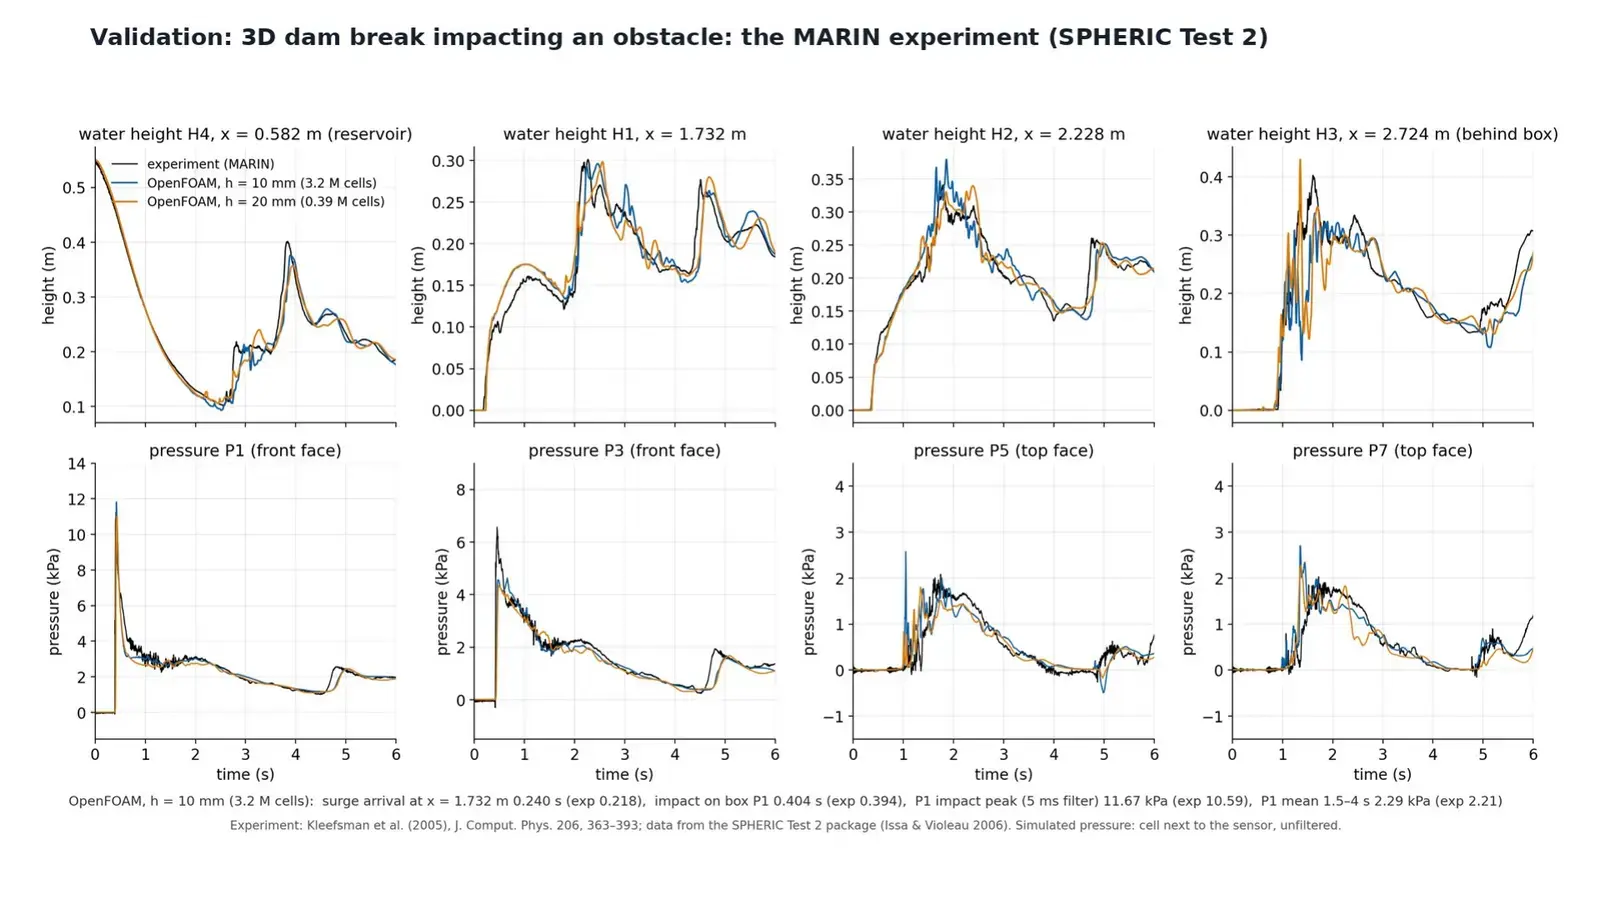 Validation: 3D dam break impacting an obstacle: the MARIN experiment (SPHERIC Test 2)
water height H4, x = 0.582 m (reservoir)
water height H1, x = 1.732 m
water height H2, x = 2.228 m
water height H3, x = 2.724 m (behind box)
experiment (MARIN)
OpenFOAM, h = 10 mm (3.2 M cells)
OpenFOAM, h = 20 mm (0.39 M cells)
height (m)
0.5
0.4
0.3
0.2
0.1
height (m)
0.30
0.25
0.20
0.15
0.10
0.05
0.00
height (m)
0.35
0.30
0.25
0.20
0.15
0.10
0.05
0.00
height (m)
0.4
0.3
0.2
0.1
0.0
pressure P1 (front face)
pressure P3 (front face)
pressure P5 (top face)
pressure P7 (top face)
pressure (kPa)
14
12
10
8
6
4
2
0
pressure (kPa)
8
6
4
2
0
pressure (kPa)
4
3
2
1
0
−1
pressure (kPa)
4
3
2
1
0
−1
0 1 2 3 4 5 6
0 1 2 3 4 5 6
0 1 2 3 4 5 6
0 1 2 3 4 5 6
time (s)
time (s)
time (s)
time (s)
OpenFOAM, h = 10 mm (3.2 M cells): surge arrival at x = 1.732 m 0.240 s (exp 0.218), impact on box P1 0.404 s (exp 0.394), P1 impact peak (5 ms filter) 11.67 kPa (exp 10.59), P1 mean 1.5–4 s 2.29 kPa (exp 2.21)
Experiment: Kleefsman et al. (2005), J. Comput. Phys. 206, 363–393; data from the SPHERIC Test 2 package (Issa & Violeau 2006). Simulated pressure: cell next to the sensor, unfiltered.